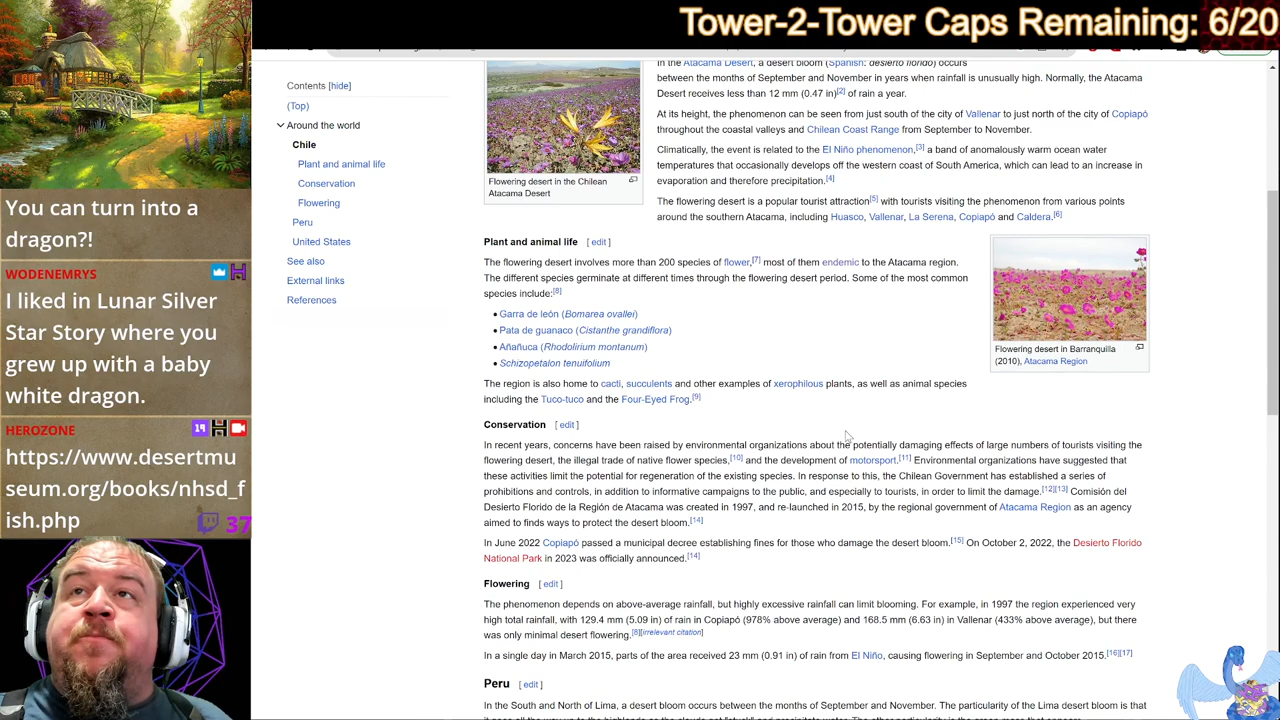 Tower-2-Tower Caps Remaining: 6/20
You can turn into a
dragon?!
WODENEMRYS
I liked in Lunar Silver
Star Story where you
grew up with a baby
white dragon.
HEROZONE
19
https://www.desertmu
seum.org/books/nhsd_f
ish.php
37
Contents [hide]
(Top)
Around the world
Chile
Plant and animal life
Conservation
Flowering
Peru
United States
See also
External links
References
Flowering desert in the Chilean
Atacama Desert
In the Atacama Desert, a desert bloom (Spanish: desierto florido) occurs
between the months of September and November in years when rainfall is unusually high. Normally, the Atacama
Desert receives less than 12 mm (0.47 in)[2] of rain a year.
At its height, the phenomenon can be seen from just south of the city of Vallenar to just north of the city of Copiapó
throughout the coastal valleys and Chilean Coast Range from September to November.
Climatically, the event is related to the El Niño phenomenon,[3] a band of anomalously warm ocean water
temperatures that occasionally develops off the western coast of South America, which can lead to an increase in
evaporation and therefore precipitation.[4]
The flowering desert is a popular tourist attraction[5] with tourists visiting the phenomenon from various points
around the southern Atacama, including Huasco, Vallenar, La Serena, Copiapó and Caldera.[6]
Plant and animal life [ edit ]
The flowering desert involves more than 200 species of flower,[7] most of them endemic to the Atacama region.
The different species germinate at different times through the flowering desert period. Some of the most common
species include:[8]
• Garra de león (Bomarea ovallei)
• Pata de guanaco (Cistanthe grandiflora)
• Añañuca (Rhodolirium montanum)
• Schizopetalon tenuifolium
Flowering desert in Barranquilla
(2010), Atacama Region
The region is also home to cacti, succulents and other examples of xerophilous plants, as well as animal species
including the Tuco-tuco and the Four-Eyed Frog.[9]
Conservation [ edit ]
In recent years, concerns have been raised by environmental organizations about the potentially damaging effects of large numbers of tourists visiting the
flowering desert, the illegal trade of native flower species,[10] and the development of motorsport.[11] Environmental organizations have suggested that
these activities limit the potential for regeneration of the existing species. In response to this, the Chilean Government has established a series of
prohibitions and controls, in addition to informative campaigns to the public, and especially to tourists, in order to limit the damage.[12][13] Comisión del
Desierto Florido de la Región de Atacama was created in 1997, and re-launched in 2015, by the regional government of Atacama Region as an agency
aimed to finds ways to protect the desert bloom.[14]
In June 2022 Copiapó passed a municipal decree establishing fines for those who damage the desert bloom.[15] On October 2, 2022, the Desierto Florido
National Park in 2023 was officially announced.[14]
Flowering [ edit ]
The phenomenon depends on above-average rainfall, but highly excessive rainfall can limit blooming. For example, in 1997 the region experienced very
high total rainfall, with 129.4 mm (5.09 in) of rain in Copiapó (978% above average) and 168.5 mm (6.63 in) in Vallenar (433% above average), but there
was only minimal desert flowering.[8][irrelevant citation]
In a single day in March 2015, parts of the area received 23 mm (0.91 in) of rain from El Niño, causing flowering in September and October 2015.[16][17]
Peru [ edit ]
In the South and North of Lima, a desert bloom occurs between the months of September and November. The particularity of the Lima desert bloom is that